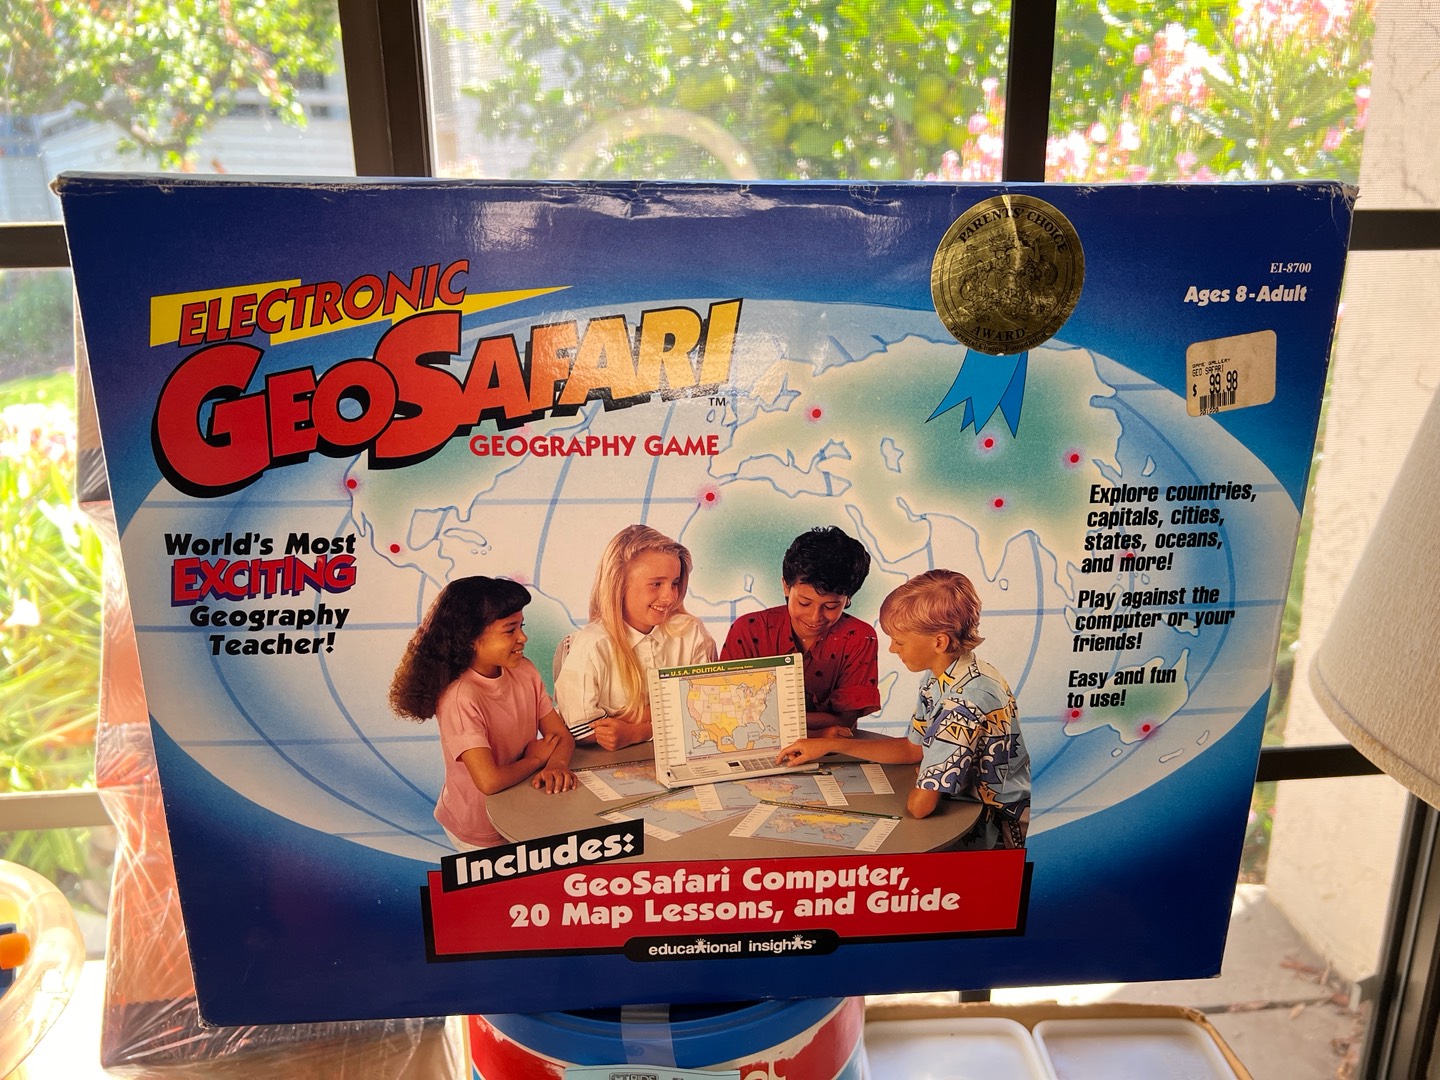 PARENTS' CHOICE
AWARD
EI-8700
Ages 8-Adult
ELECTRONIC
GEOSAFARI
TM
GEOGRAPHY GAME
GAME GALLERY
GEO SAFARI
$ 99.98
World's Most
EXCITING
Geography
Teacher!
Explore countries,
capitals, cities,
states, oceans,
and more!
Play against the
computer or your
friends!
Easy and fun
to use!
U.S.A. POLITICAL
Includes:
GeoSafari Computer,
20 Map Lessons, and Guide
educational insights®